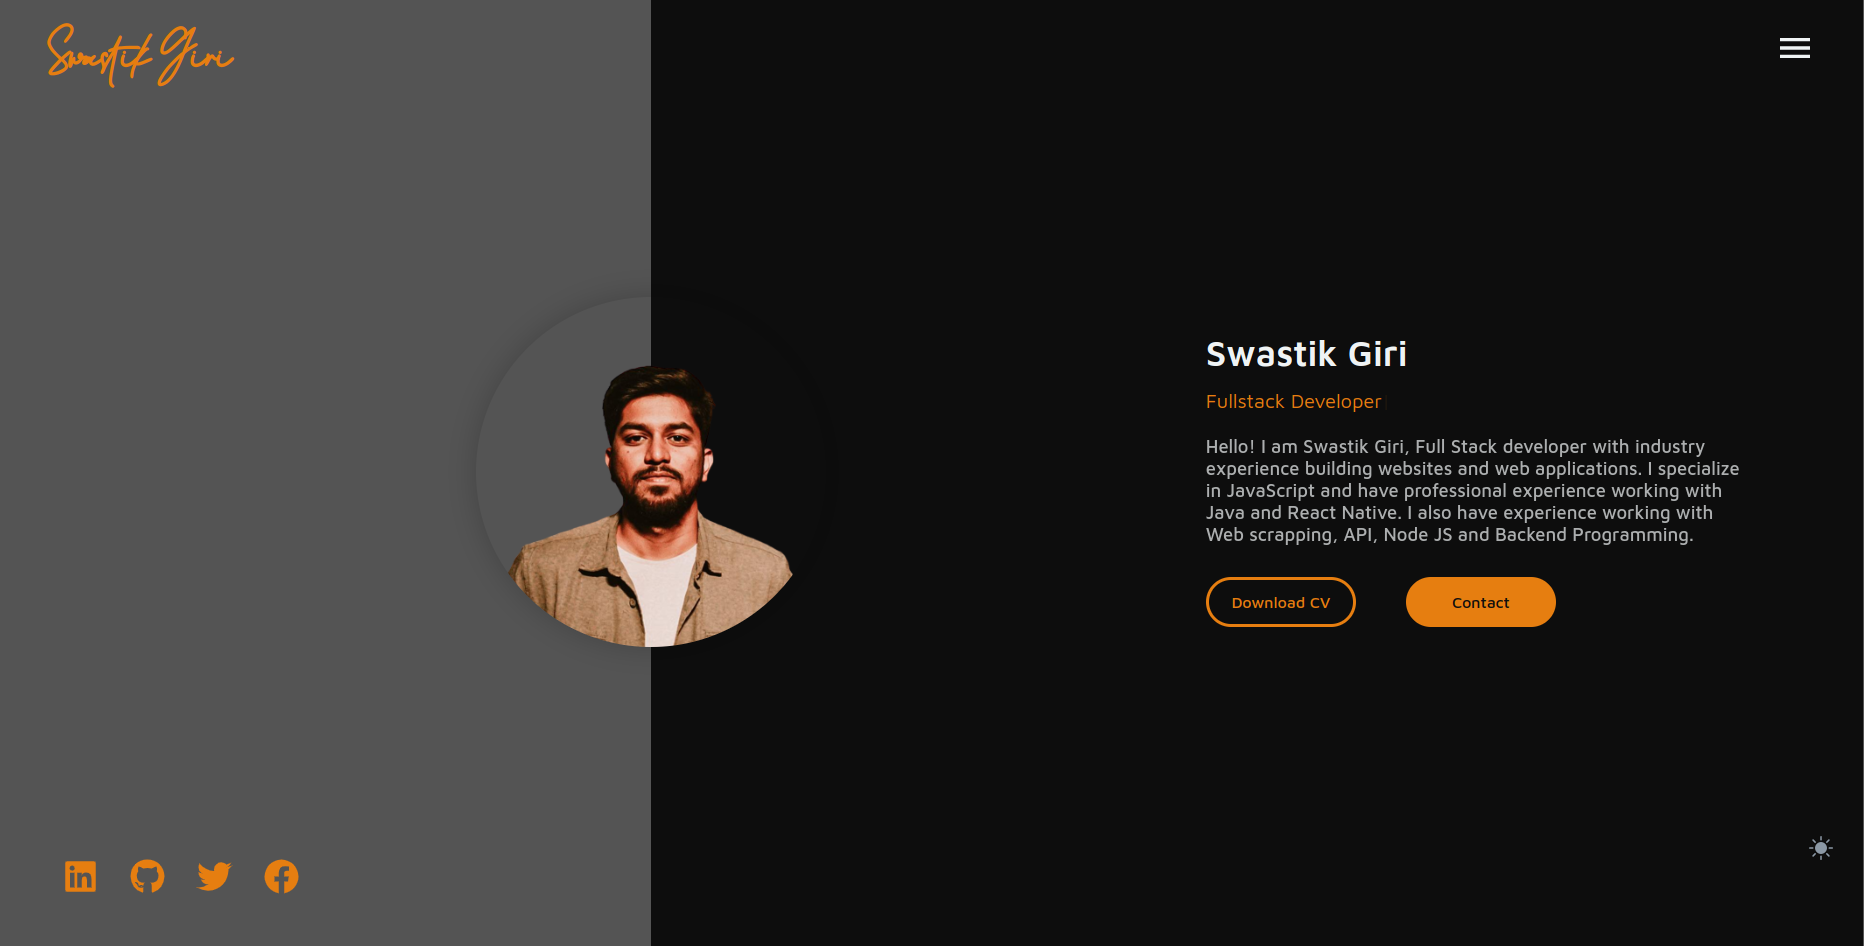 Swastik Giri
Swastik Giri
Fullstack Developer
Hello! I am Swastik Giri, Full Stack developer with industry
experience building websites and web applications. I specialize
in JavaScript and have professional experience working with
Java and React Native. I also have experience working with
Web scrapping, API, Node JS and Backend Programming.
Download CV
Contact
in